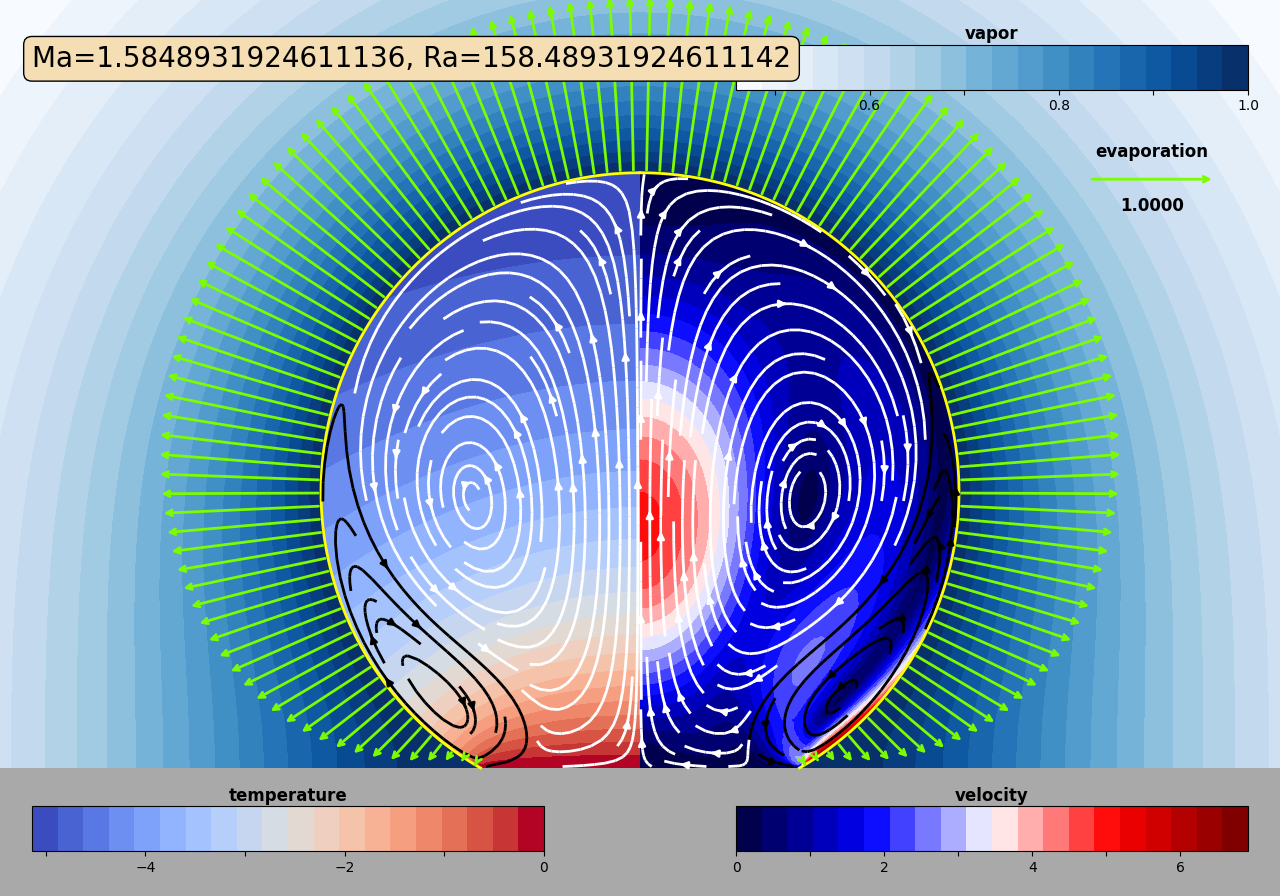 vapor
Ma=1.5848931924611136, Ra=158.48931924611142
0.6 0.8 1.0
evaporation
1.0000
temperature
−4 −2 0
velocity
0 2 4 6